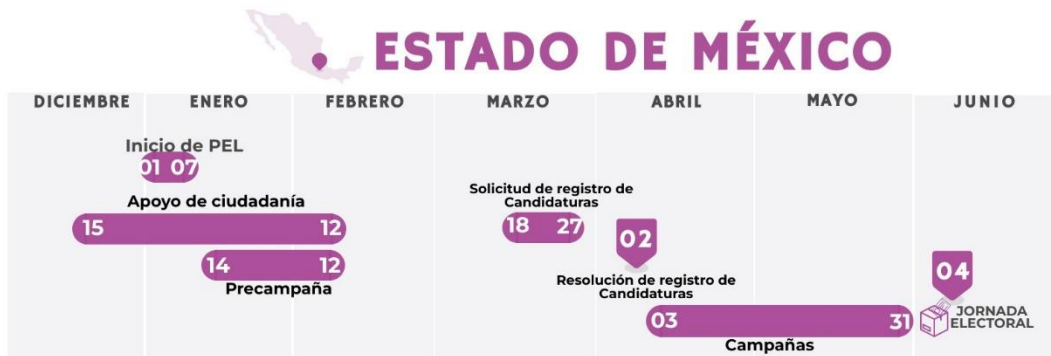 ESTADO DE MÉXICO
DICIEMBRE ENERO FEBRERO MARZO ABRIL MAYO JUNIO
Inicio de PEL
01 07
Apoyo de ciudadanía
15 12
14 12
Precampaña
Solicitud de registro de
Candidaturas
18 27
02
Resolución de registro de
Candidaturas
03 31
Campañas
04
JORNADA
ELECTORAL